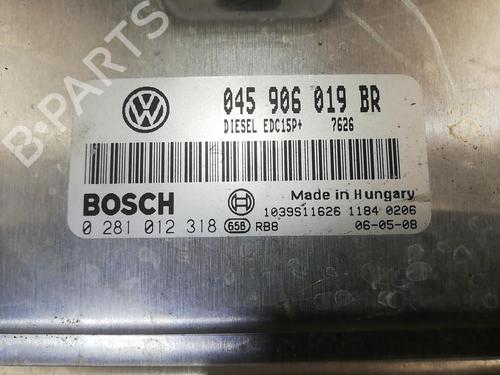 045 906 019 BR
DIESEL EDC15P+ 7626
BOSCH
Made in Hungary
1039S11626 1184 0206
0 281 012 318 G5B RB8 06-05-08
B-PARTS